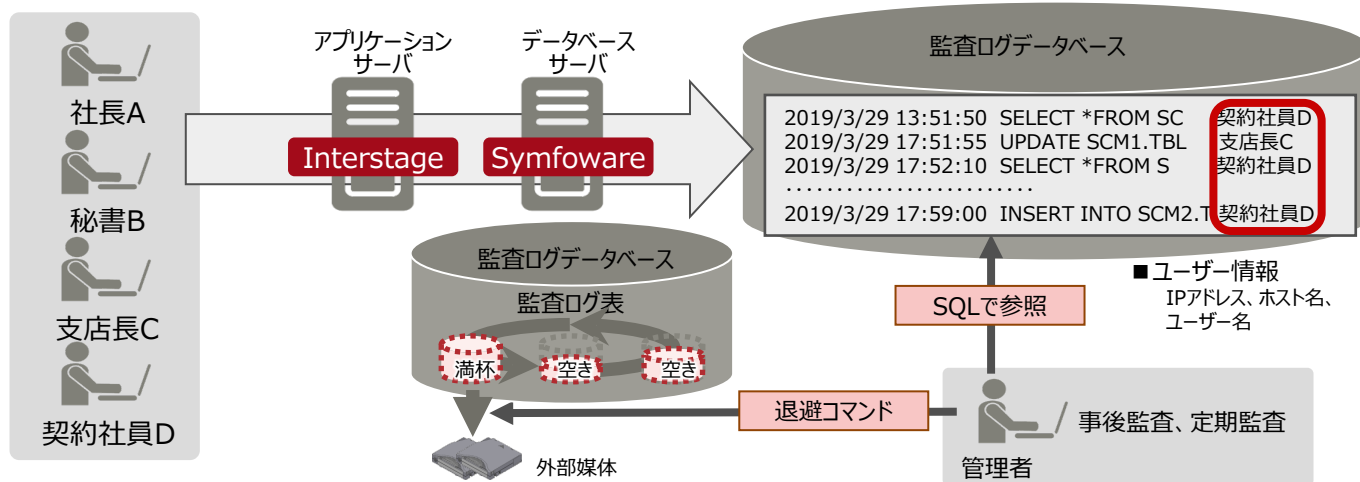 社長A
秘書B
支店長C
契約社員D
アプリケーション
サーバ
Interstage
データベース
サーバ
Symfoware
監査ログデータベース
2019/3/29 13:51:50 SELECT *FROM SC 契約社員D
2019/3/29 17:51:55 UPDATE SCM1.TBL 支店長C
2019/3/29 17:52:10 SELECT *FROM S 契約社員D
・・・・・・・・・・・・・・・・・・・・・・・・・
2019/3/29 17:59:00 INSERT INTO SCM2.T 契約社員D
■ユーザー情報
IPアドレス、ホスト名、
ユーザー名
SQLで参照
監査ログデータベース
監査ログ表
満杯
空き
空き
退避コマンド
外部媒体
事後監査、定期監査
管理者